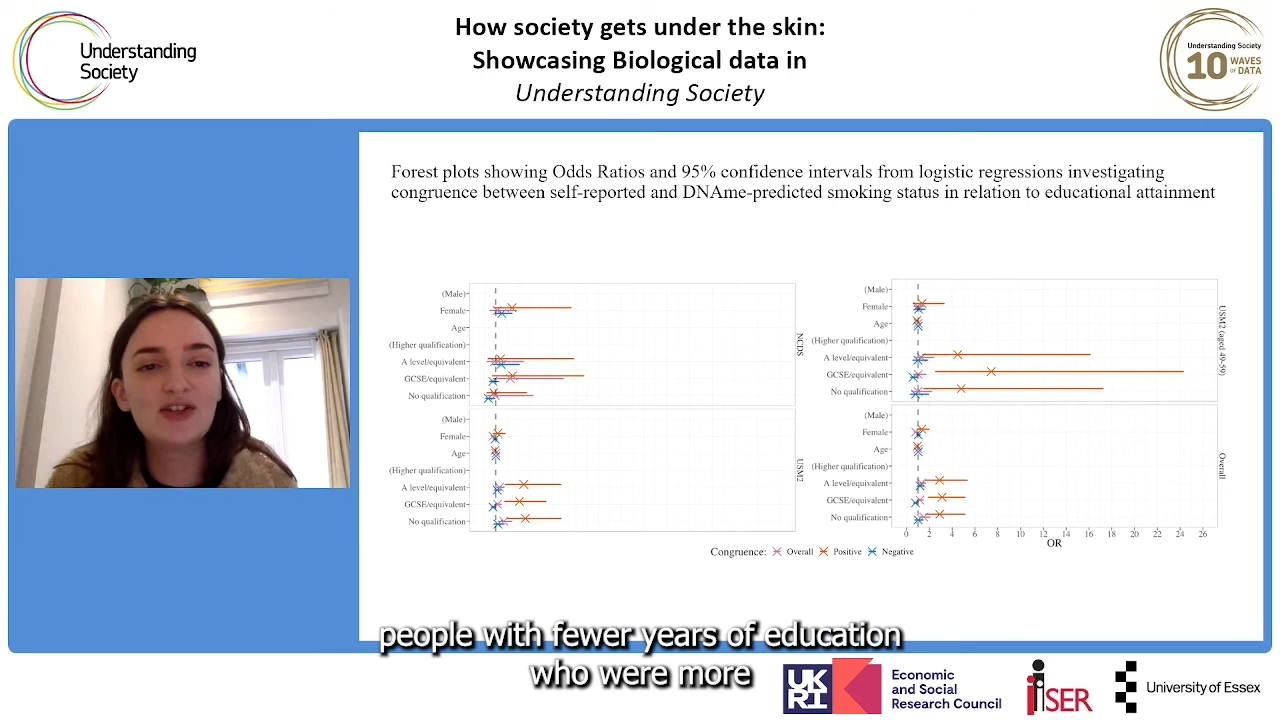 Understanding
Society
How society gets under the skin:
Showcasing Biological data in
Understanding Society
Understanding Society
10 WAVES
OF DATA
Forest plots showing Odds Ratios and 95% confidence intervals from logistic regressions investigating
congruence between self-reported and DNAme-predicted smoking status in relation to educational attainment
(Male)
Female
Age
(Higher qualification)
A level/equivalent
GCSE/equivalent
No qualification
NCDS
(Male)
Female
Age
(Higher qualification)
A level/equivalent
GCSE/equivalent
No qualification
USM2
(Male)
Female
Age
(Higher qualification)
A level/equivalent
GCSE/equivalent
No qualification
USM2 (aged 49-59)
(Male)
Female
Age
(Higher qualification)
A level/equivalent
GCSE/equivalent
No qualification
Overall
0 2 4 6 8 10 12 14 16 18 20 22 24 26
OR
Congruence: Overall Positive Negative
people with fewer years of education
who were more
UK
RI
Economic
and Social
Research Council
iSER
University of Essex